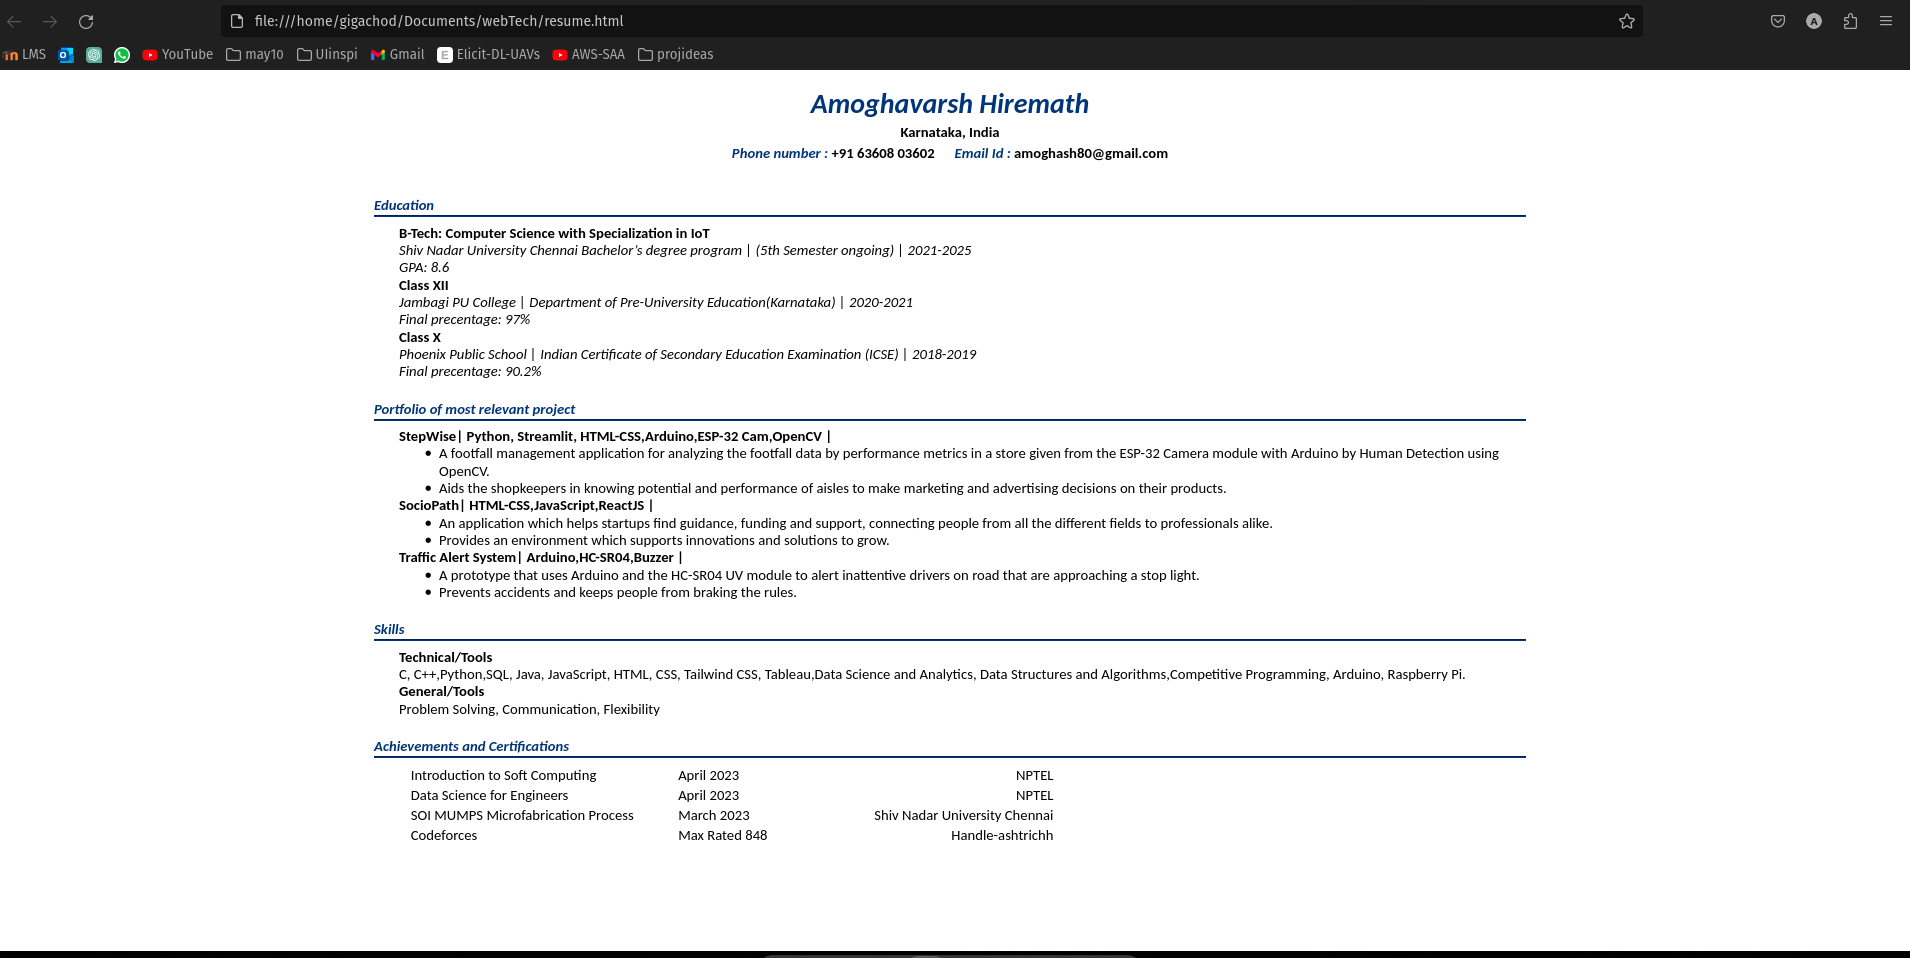 file:///home/gigachod/Documents/webTech/resume.html
LMS YouTube may10 UIinspi Gmail E Elicit-DL-UAVs AWS-SAA projideas
Amoghavarsh Hiremath
Karnataka, India
Phone number : +91 63608 03602 Email Id : amoghash80@gmail.com
Education
B-Tech: Computer Science with Specialization in IoT
Shiv Nadar University Chennai Bachelor's degree program | (5th Semester ongoing) | 2021-2025
GPA: 8.6
Class XII
Jambagi PU College | Department of Pre-University Education(Karnataka) | 2020-2021
Final precentage: 97%
Class X
Phoenix Public School | Indian Certificate of Secondary Education Examination (ICSE) | 2018-2019
Final precentage: 90.2%
Portfolio of most relevant project
StepWise| Python, Streamlit, HTML-CSS,Arduino,ESP-32 Cam,OpenCV |
• A footfall management application for analyzing the footfall data by performance metrics in a store given from the ESP-32 Camera module with Arduino by Human Detection using
OpenCV.
• Aids the shopkeepers in knowing potential and performance of aisles to make marketing and advertising decisions on their products.
SocioPath| HTML-CSS,JavaScript,ReactJS |
• An application which helps startups find guidance, funding and support, connecting people from all the different fields to professionals alike.
• Provides an environment which supports innovations and solutions to grow.
Traffic Alert System| Arduino,HC-SR04,Buzzer |
• A prototype that uses Arduino and the HC-SR04 UV module to alert inattentive drivers on road that are approaching a stop light.
• Prevents accidents and keeps people from braking the rules.
Skills
Technical/Tools
C, C++,Python,SQL, Java, JavaScript, HTML, CSS, Tailwind CSS, Tableau,Data Science and Analytics, Data Structures and Algorithms,Competitive Programming, Arduino, Raspberry Pi.
General/Tools
Problem Solving, Communication, Flexibility
Achievements and Certifications
Introduction to Soft Computing April 2023 NPTEL
Data Science for Engineers April 2023 NPTEL
SOI MUMPS Microfabrication Process March 2023 Shiv Nadar University Chennai
Codeforces Max Rated 848 Handle-ashtrichh